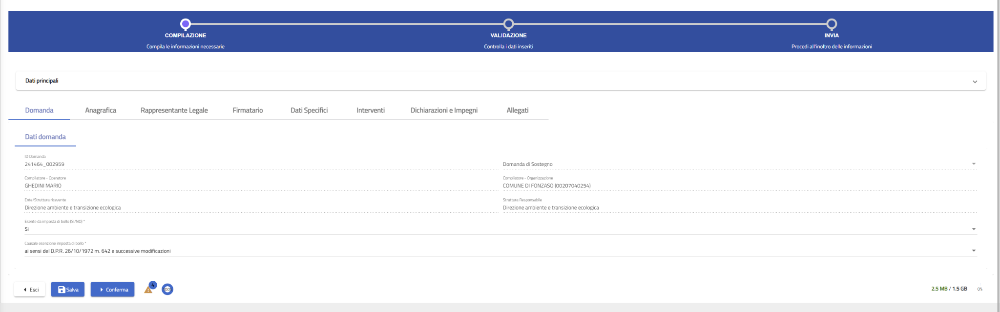 COMPILAZIONE
Compila le informazioni necessarie
VALIDAZIONE
Controlla i dati inseriti
INVIA
Procedi all'inoltro delle informazioni
Dati principali
Domanda Anagrafica Rappresentante Legale Firmatario Dati Specifici Interventi Dichiarazioni e Impegni Allegati
Dati domanda
ID Domanda
241464_002959
Domanda di Sostegno
Compilatore - Operatore
GHEDINI MARIO
Compilatore - Organizzazione
COMUNE DI FONZASO (00207040254)
Ente/Struttura ricevente
Direzione ambiente e transizione ecologica
Struttura Responsabile
Direzione ambiente e transizione ecologica
Esente da imposta di bollo (SI/NO) *
Si
Causale esenzione imposta di bollo *
ai sensi del D.P.R. 26/10/1972 m. 642 e successive modificazioni
Esci Salva Conferma 4 2.5 MB / 1.5 GB 0%